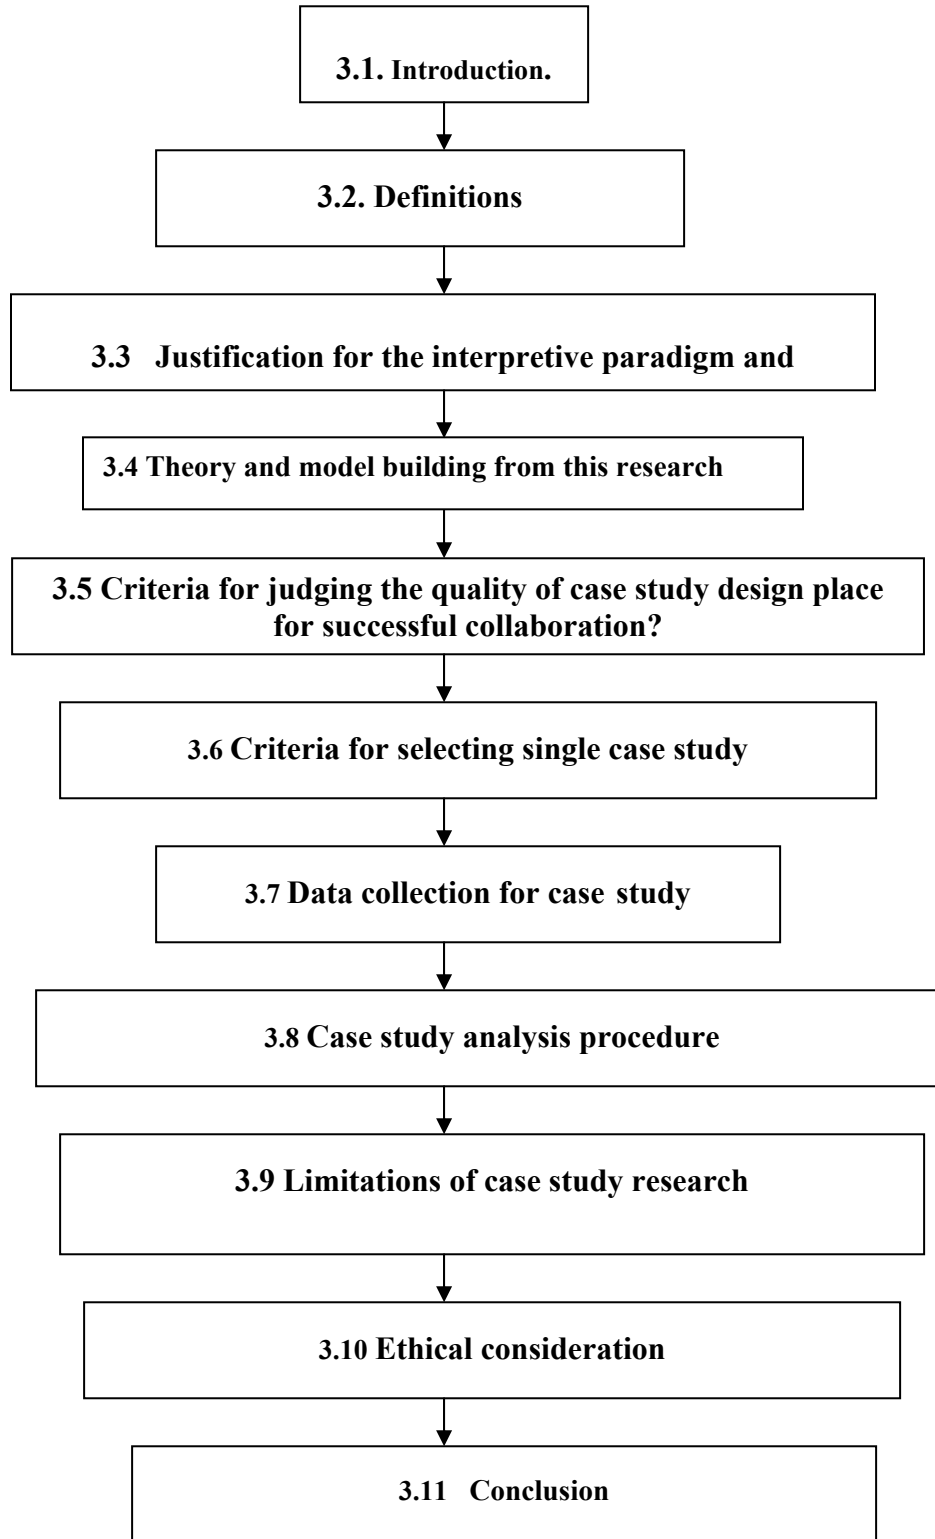 3.1. Introduction.
3.2. Definitions
3.3 Justification for the interpretive paradigm and
3.4 Theory and model building from this research
3.5 Criteria for judging the quality of case study design place
for successful collaboration?
3.6 Criteria for selecting single case study
3.7 Data collection for case study
3.8 Case study analysis procedure
3.9 Limitations of case study research
3.10 Ethical consideration
3.11 Conclusion